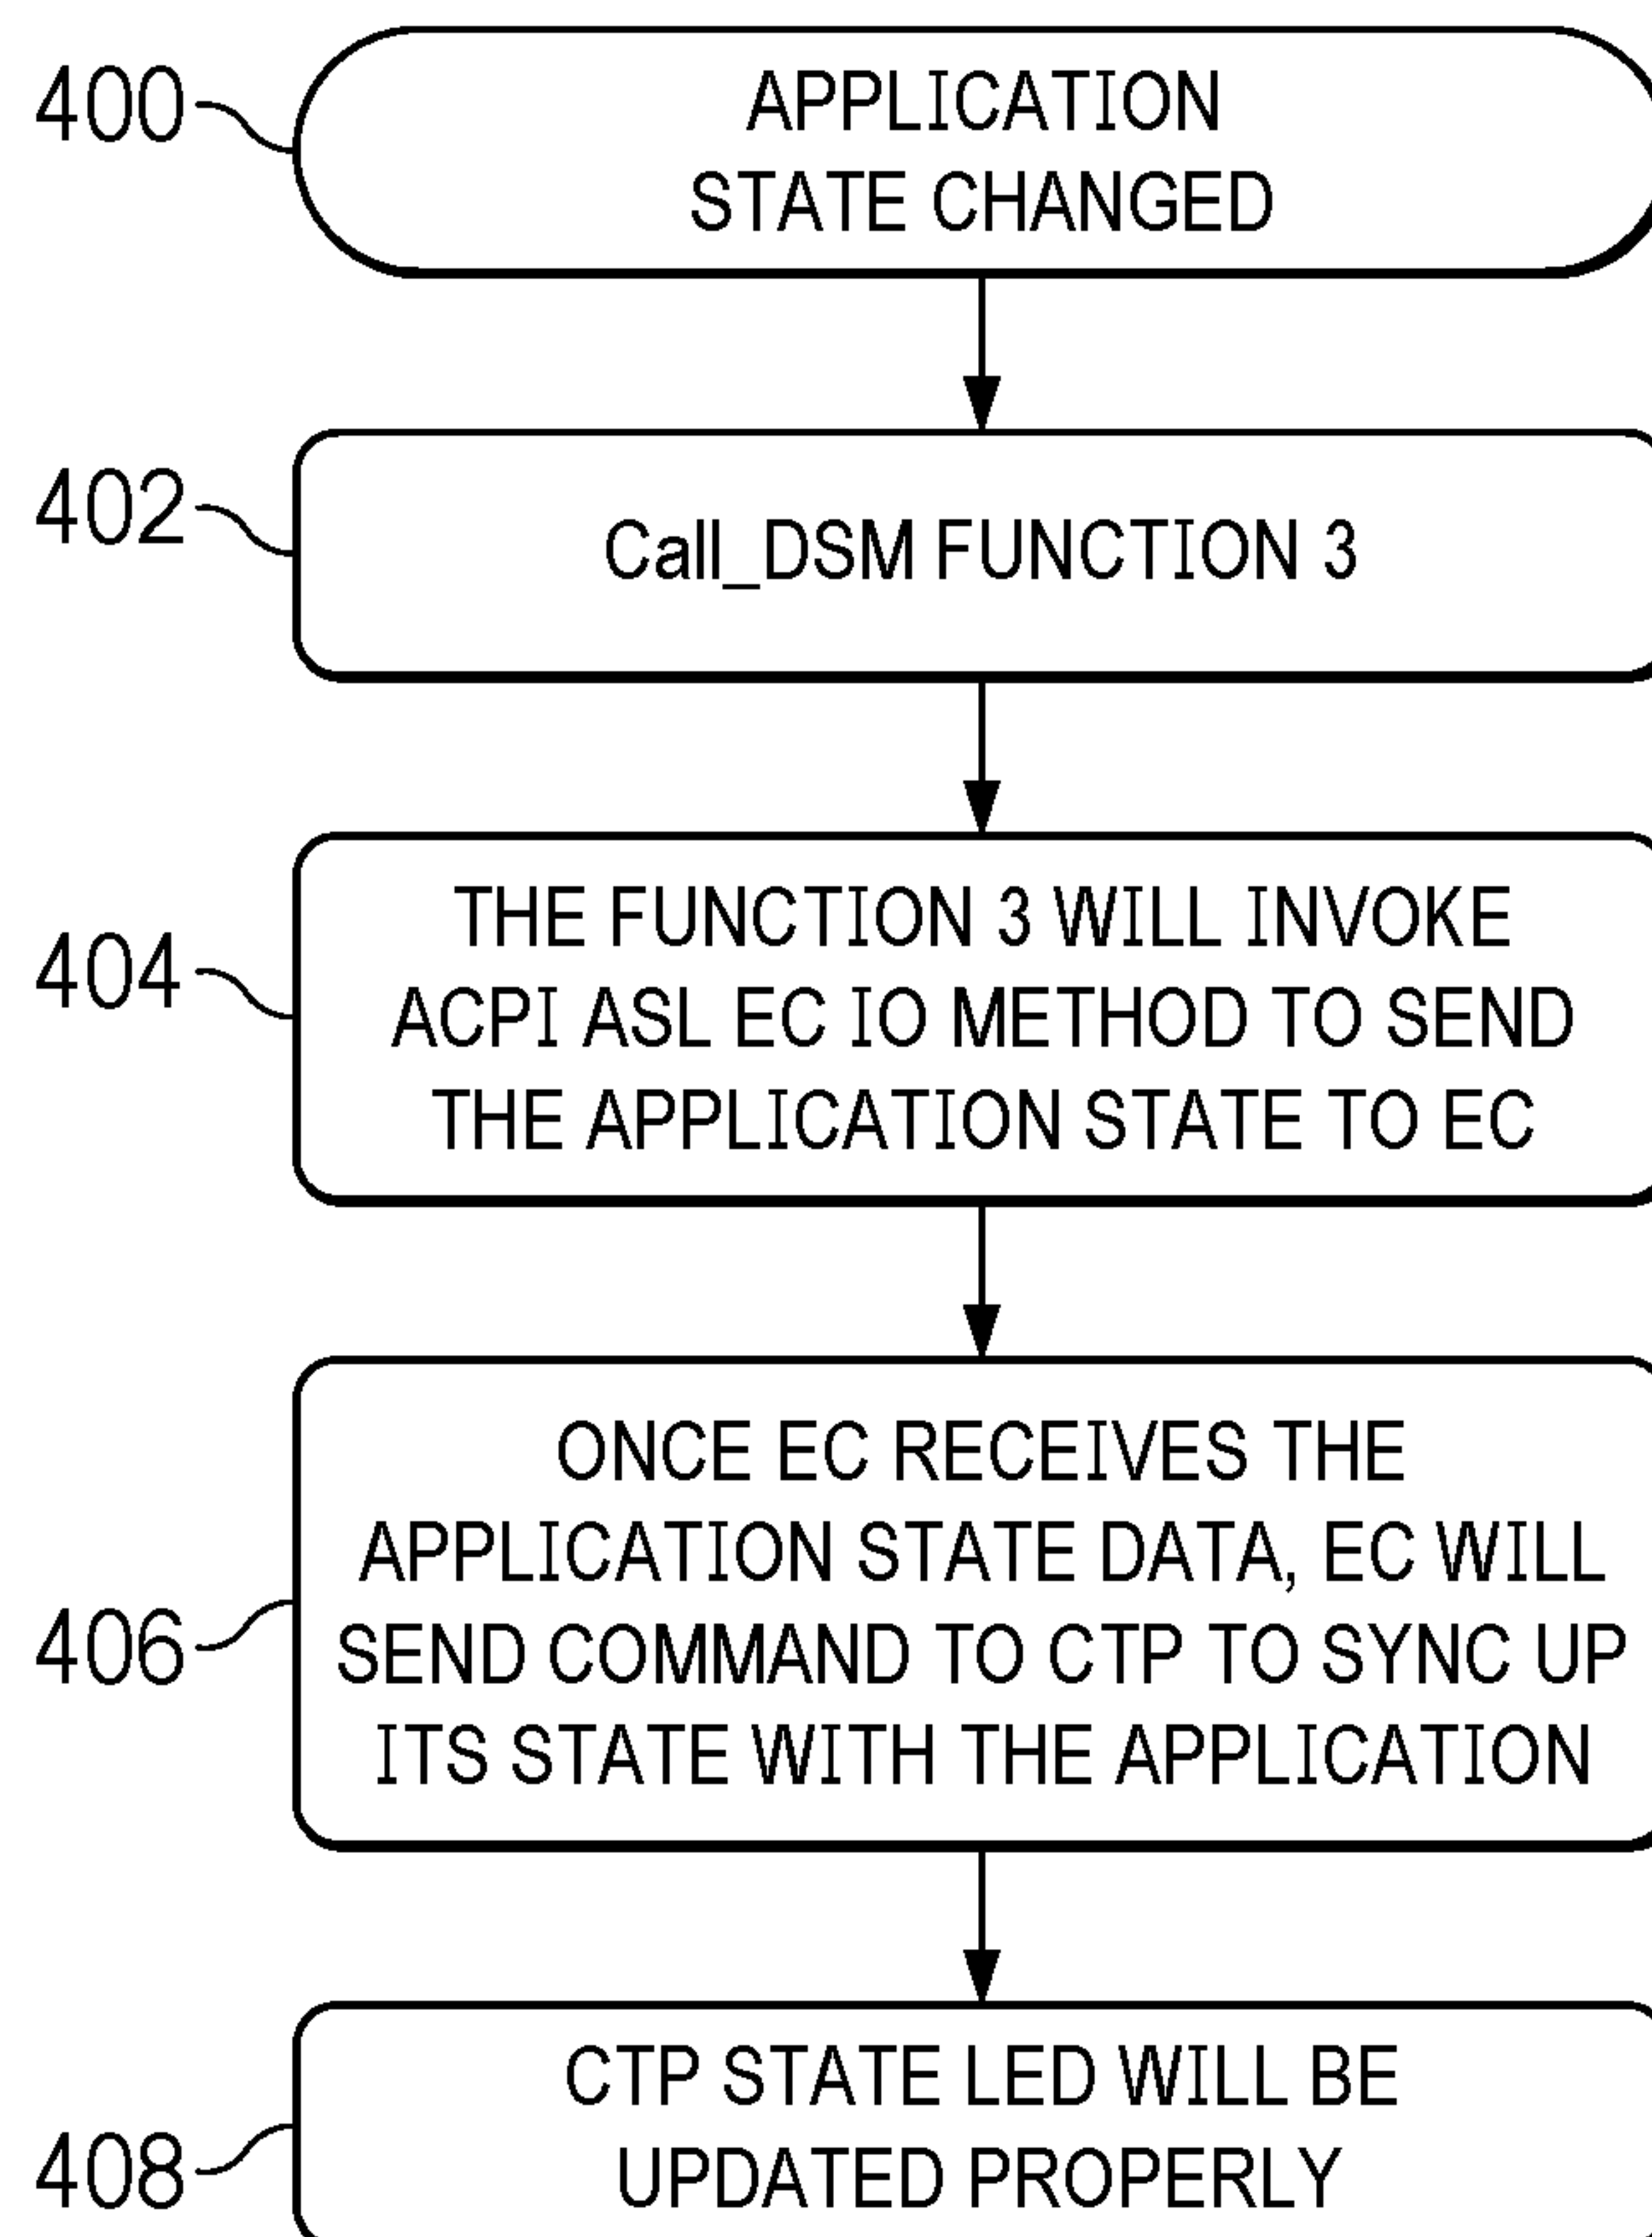 400
APPLICATION
STATE CHANGED
402
Call_DSM FUNCTION 3
404
THE FUNCTION 3 WILL INVOKE
ACPI ASL EC IO METHOD TO SEND
THE APPLICATION STATE TO EC
406
ONCE EC RECEIVES THE
APPLICATION STATE DATA, EC WILL
SEND COMMAND TO CTP TO SYNC UP
ITS STATE WITH THE APPLICATION
408
CTP STATE LED WILL BE
UPDATED PROPERLY